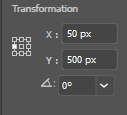 Transformation
X : 50 px
Y : 500 px
: 0°